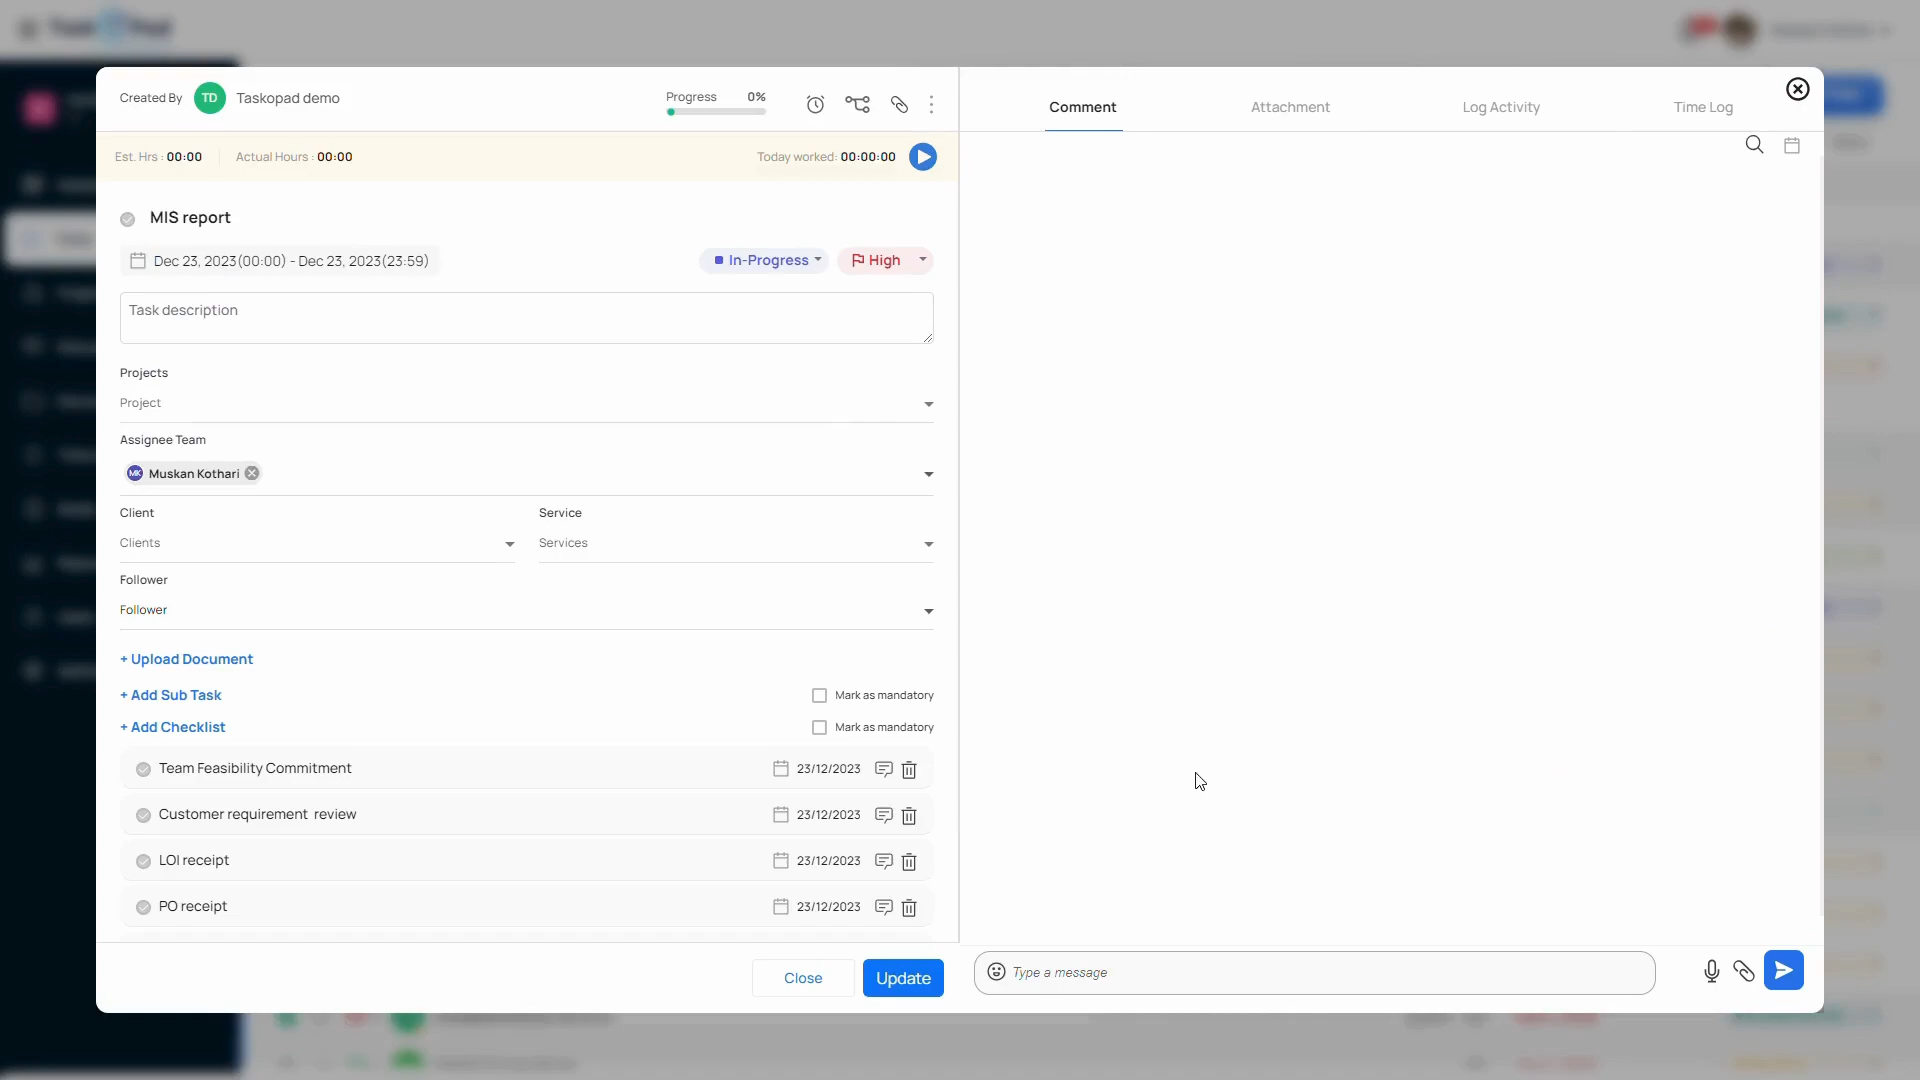 Created By TD Taskopad demo
Progress 0%
Est. Hrs : 00:00 Actual Hours : 00:00 Today worked: 00:00:00
MIS report
Dec 23, 2023(00:00) - Dec 23, 2023(23:59) In-Progress High
Task description
Projects
Project
Assignee Team
MK Muskan Kothari
Client Service
Clients Services
Follower
Follower
+ Upload Document
+ Add Sub Task Mark as mandatory
+ Add Checklist Mark as mandatory
Team Feasibility Commitment 23/12/2023
Customer requirement review 23/12/2023
LOI receipt 23/12/2023
PO receipt 23/12/2023
Close Update
Comment Attachment Log Activity Time Log
Type a message